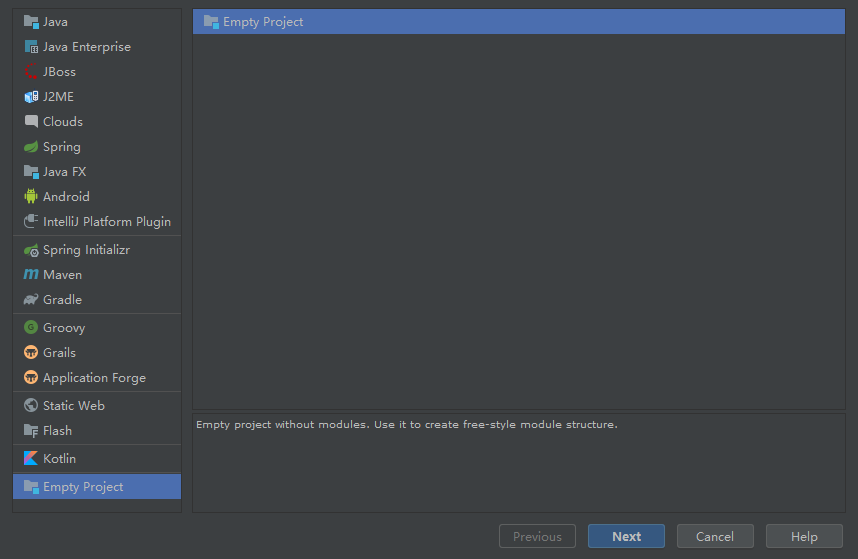 Java
Java Enterprise
JBoss
J2ME
Clouds
Spring
Java FX
Android
IntelliJ Platform Plugin
Spring Initializr
Maven
Gradle
Groovy
Grails
Application Forge
Static Web
Flash
Kotlin
Empty Project
Empty Project
Empty project without modules. Use it to create free-style module structure.
Previous
Next
Cancel
Help